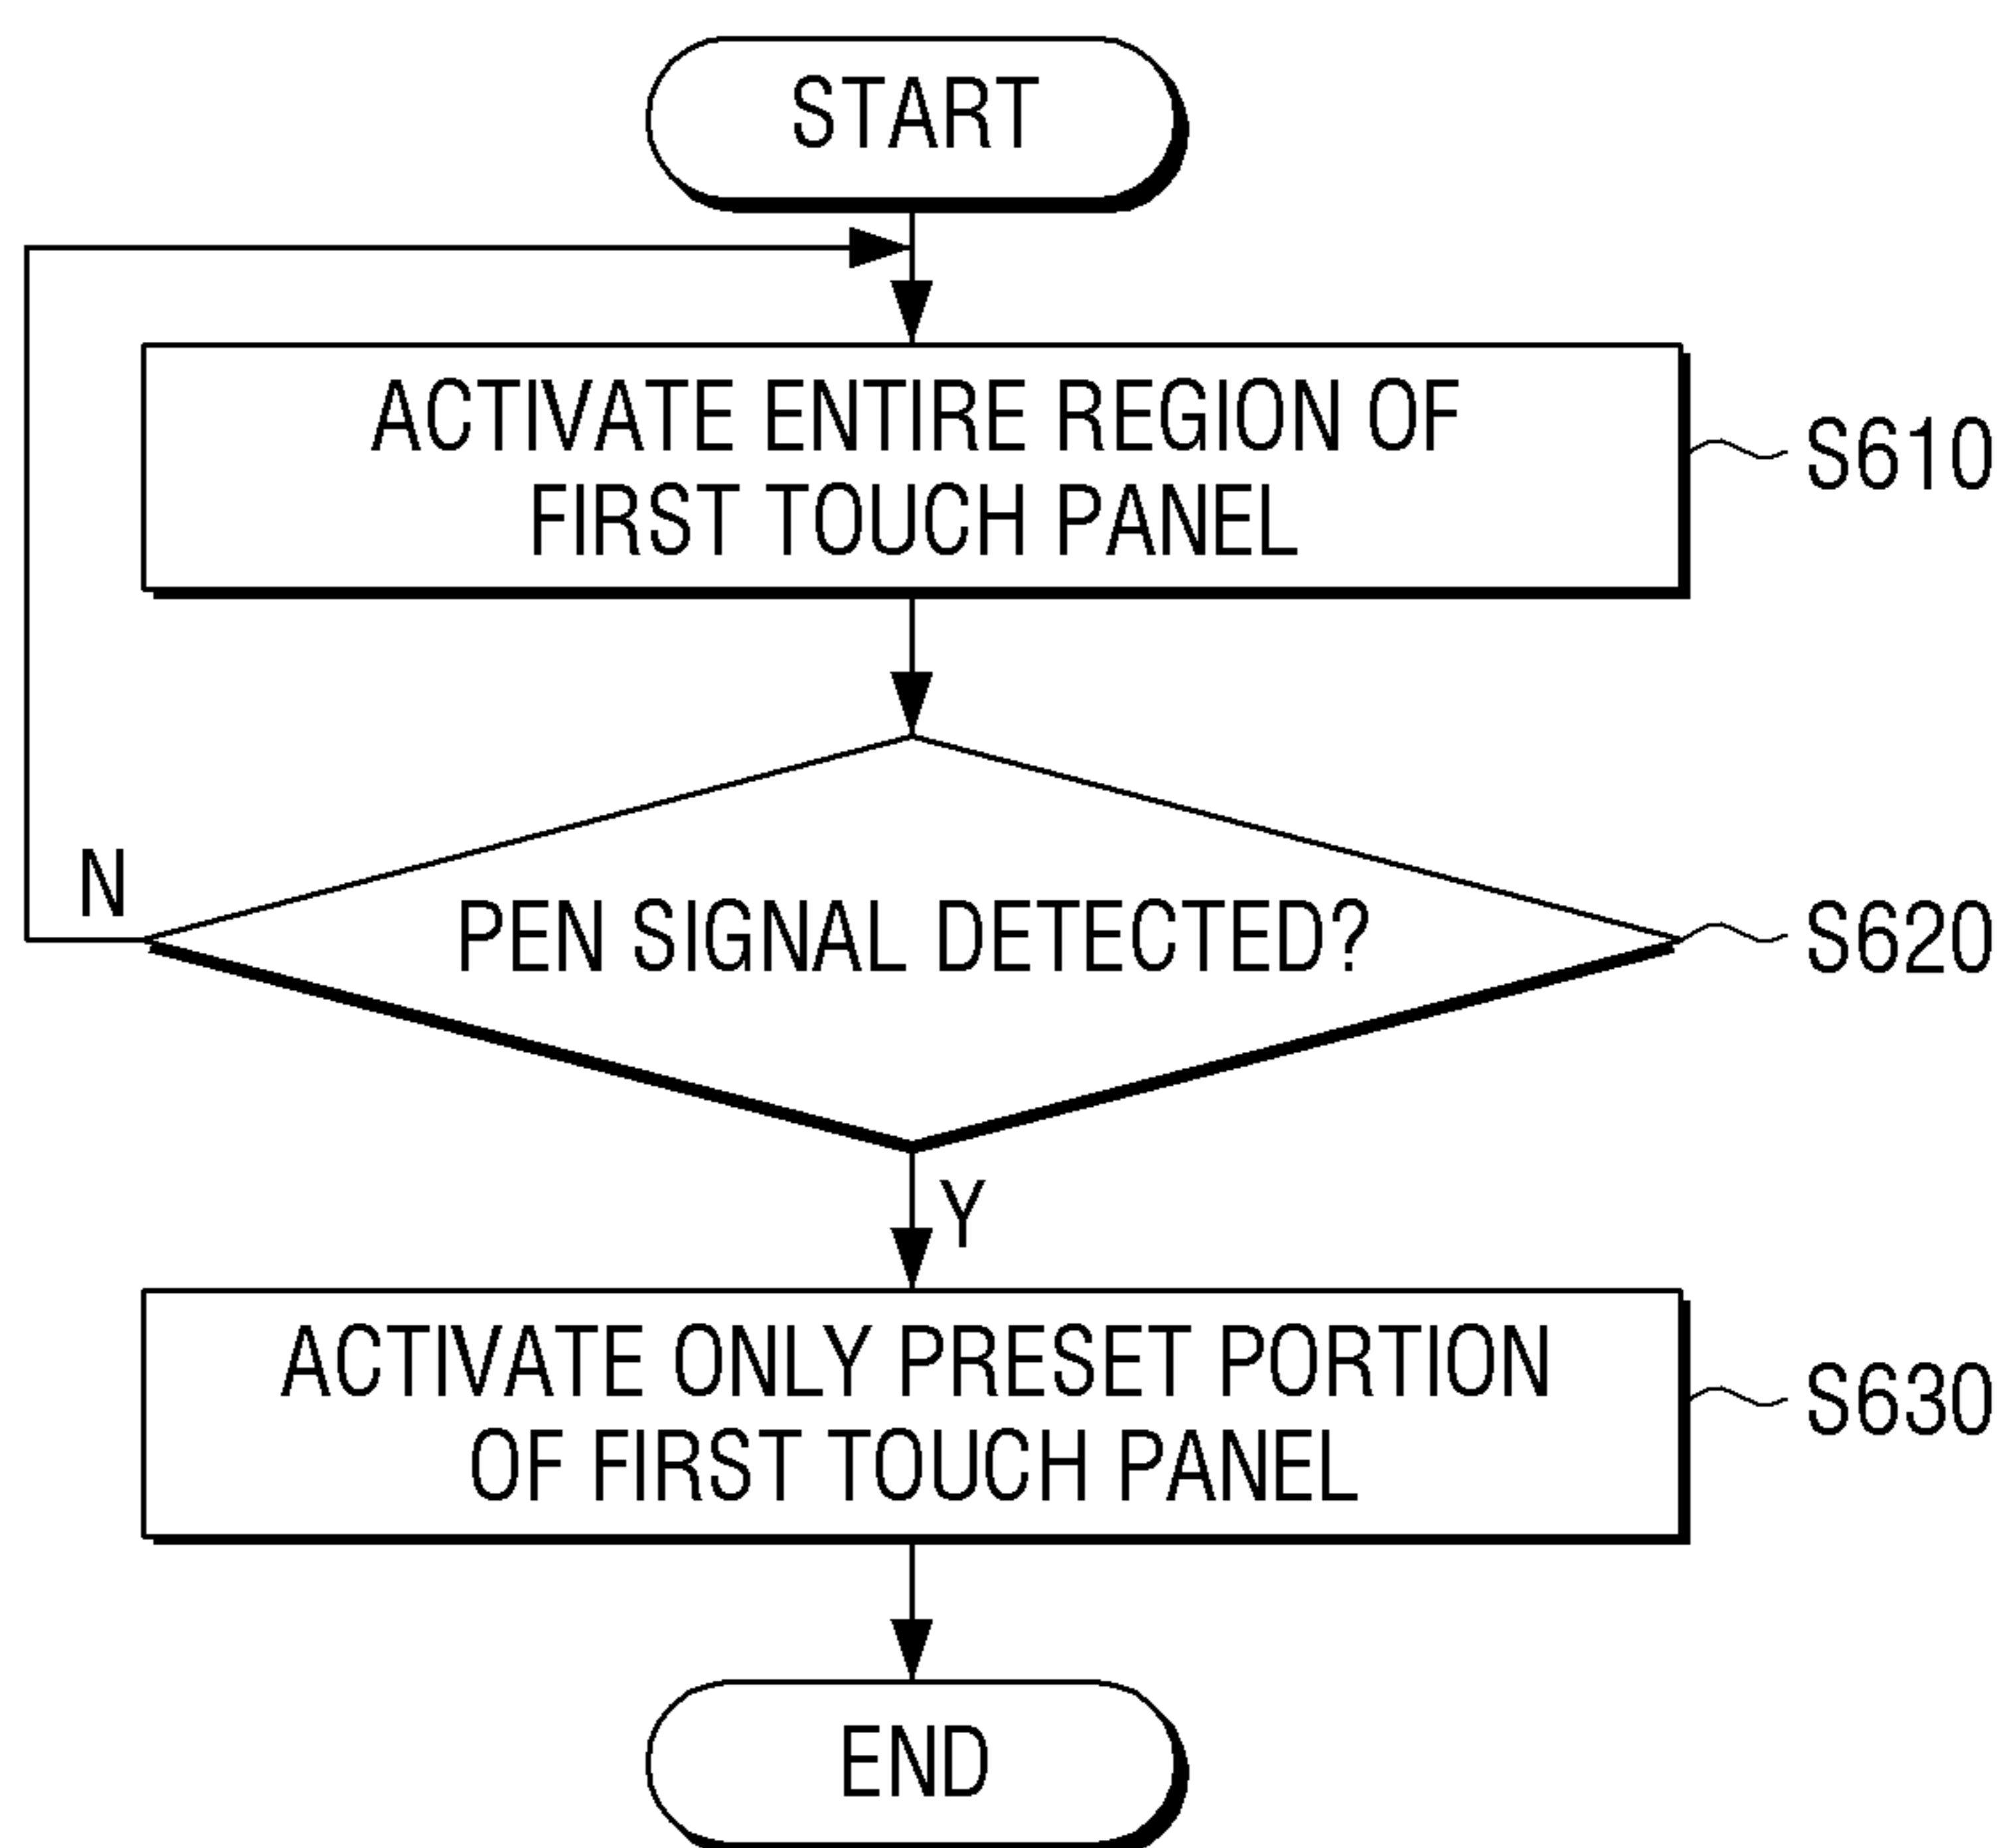 START
ACTIVATE ENTIRE REGION OF
FIRST TOUCH PANEL
S610
N
PEN SIGNAL DETECTED?
S620
Y
ACTIVATE ONLY PRESET PORTION
OF FIRST TOUCH PANEL
S630
END